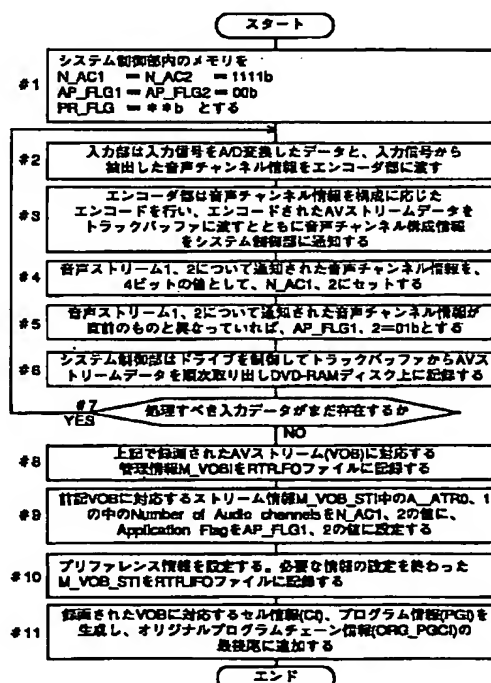 スタート
システム制御部内のメモリを
#1
N_AC1 = N_AC2 = 1111b
AP_FLG1 = AP_FLG2 = 00b
PR_FLG = **b とする
#2
入力部は入力信号をA/D変換したデータと、入力信号から
抽出した音声チャンネル情報をエンコーダ部に渡す
エンコーダ部は音声チャンネル情報を構成に応じた
#3
エンコードを行い、エンコードされたAVストリームデータを
トラックバッファに渡すとともに音声チャンネル構成情報
をシステム制御部に通知する
#4
音声ストリーム1、2について通知された音声チャンネル情報を、
4ビットの値として、N_AC1、2にセットする
#5
音声ストリーム1、2について通知された音声チャンネル情報が
直前のものと異なっていれば、AP_FLG1、2=01bとする
#6
システム制御部はドライブを制御してトラックバッファからAVス
トリームデータを順次取り出しDVD-RAMディスク上に記録する
#7
YES
処理すべき入力データがまだ存在するか
NO
#8
上記で録画されたAVストリーム(VOB)に対応する
管理情報M_VOBIをRTR.IFOファイルに記録する
#9
前記VOBに対応するストリーム情報M_VOB_STI中のA_ATR0、1
の中のNumber of Audio channelsをN_AC1、2の値に、
Application FlagをAP_FLG1、2の値に設定する
#10
プリファレンス情報を設定する。必要な情報の設定を終わった
M_VOB_STIをRTR.IFOファイルに記録する
#11
録画されたVOBに対応するセル情報(CI)、プログラム情報(PGI)を
生成し、オリジナルプログラムチェーン情報(ORG_PGCI)の
最後尾に追加する
エンド